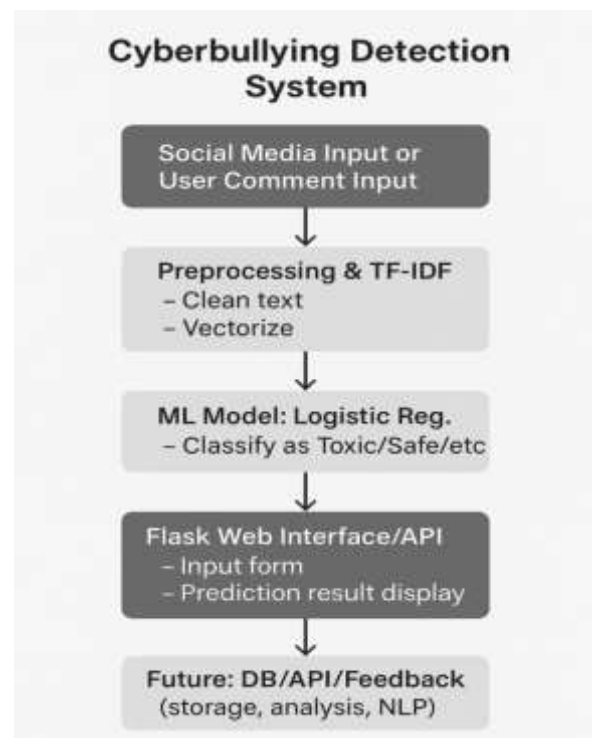 Cyberbullying Detection
System
Social Media Input or
User Comment Input
Preprocessing & TF-IDF
– Clean text
– Vectorize
ML Model: Logistic Reg.
– Classify as Toxic/Safe/etc
Flask Web Interface/API
– Input form
– Prediction result display
Future: DB/API/Feedback
(storage, analysis, NLP)